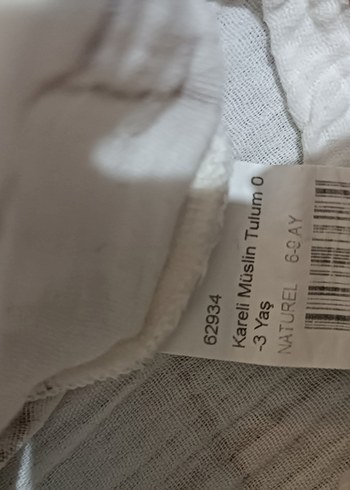 62934
Kareli Müslin Tulum 0
-3 Yaş
NATUREL 6-9 AY